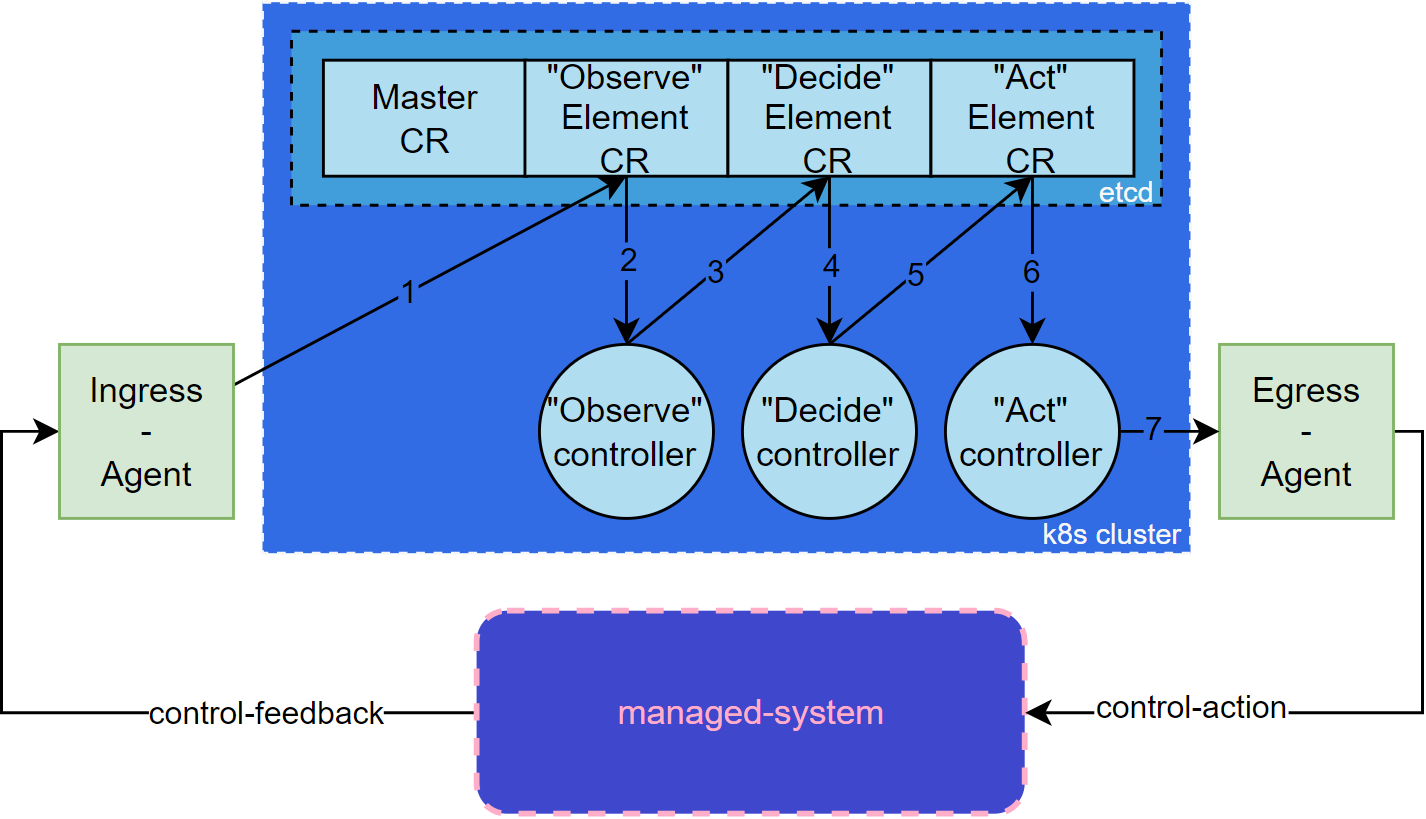 Master
CR
"Observe"
Element
CR
"Decide"
Element
CR
"Act"
Element
CR
etcd
1
2
3
4
5
6
Ingress
-
Agent
"Observe"
controller
"Decide"
controller
"Act"
controller
7
Egress
-
Agent
k8s cluster
control-feedback
managed-system
control-action